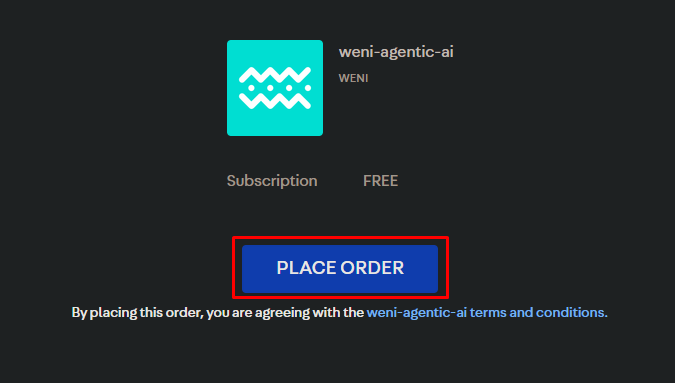 weni-agentic-ai
WENI
Subscription FREE
PLACE ORDER
By placing this order, you are agreeing with the weni-agentic-ai terms and conditions.